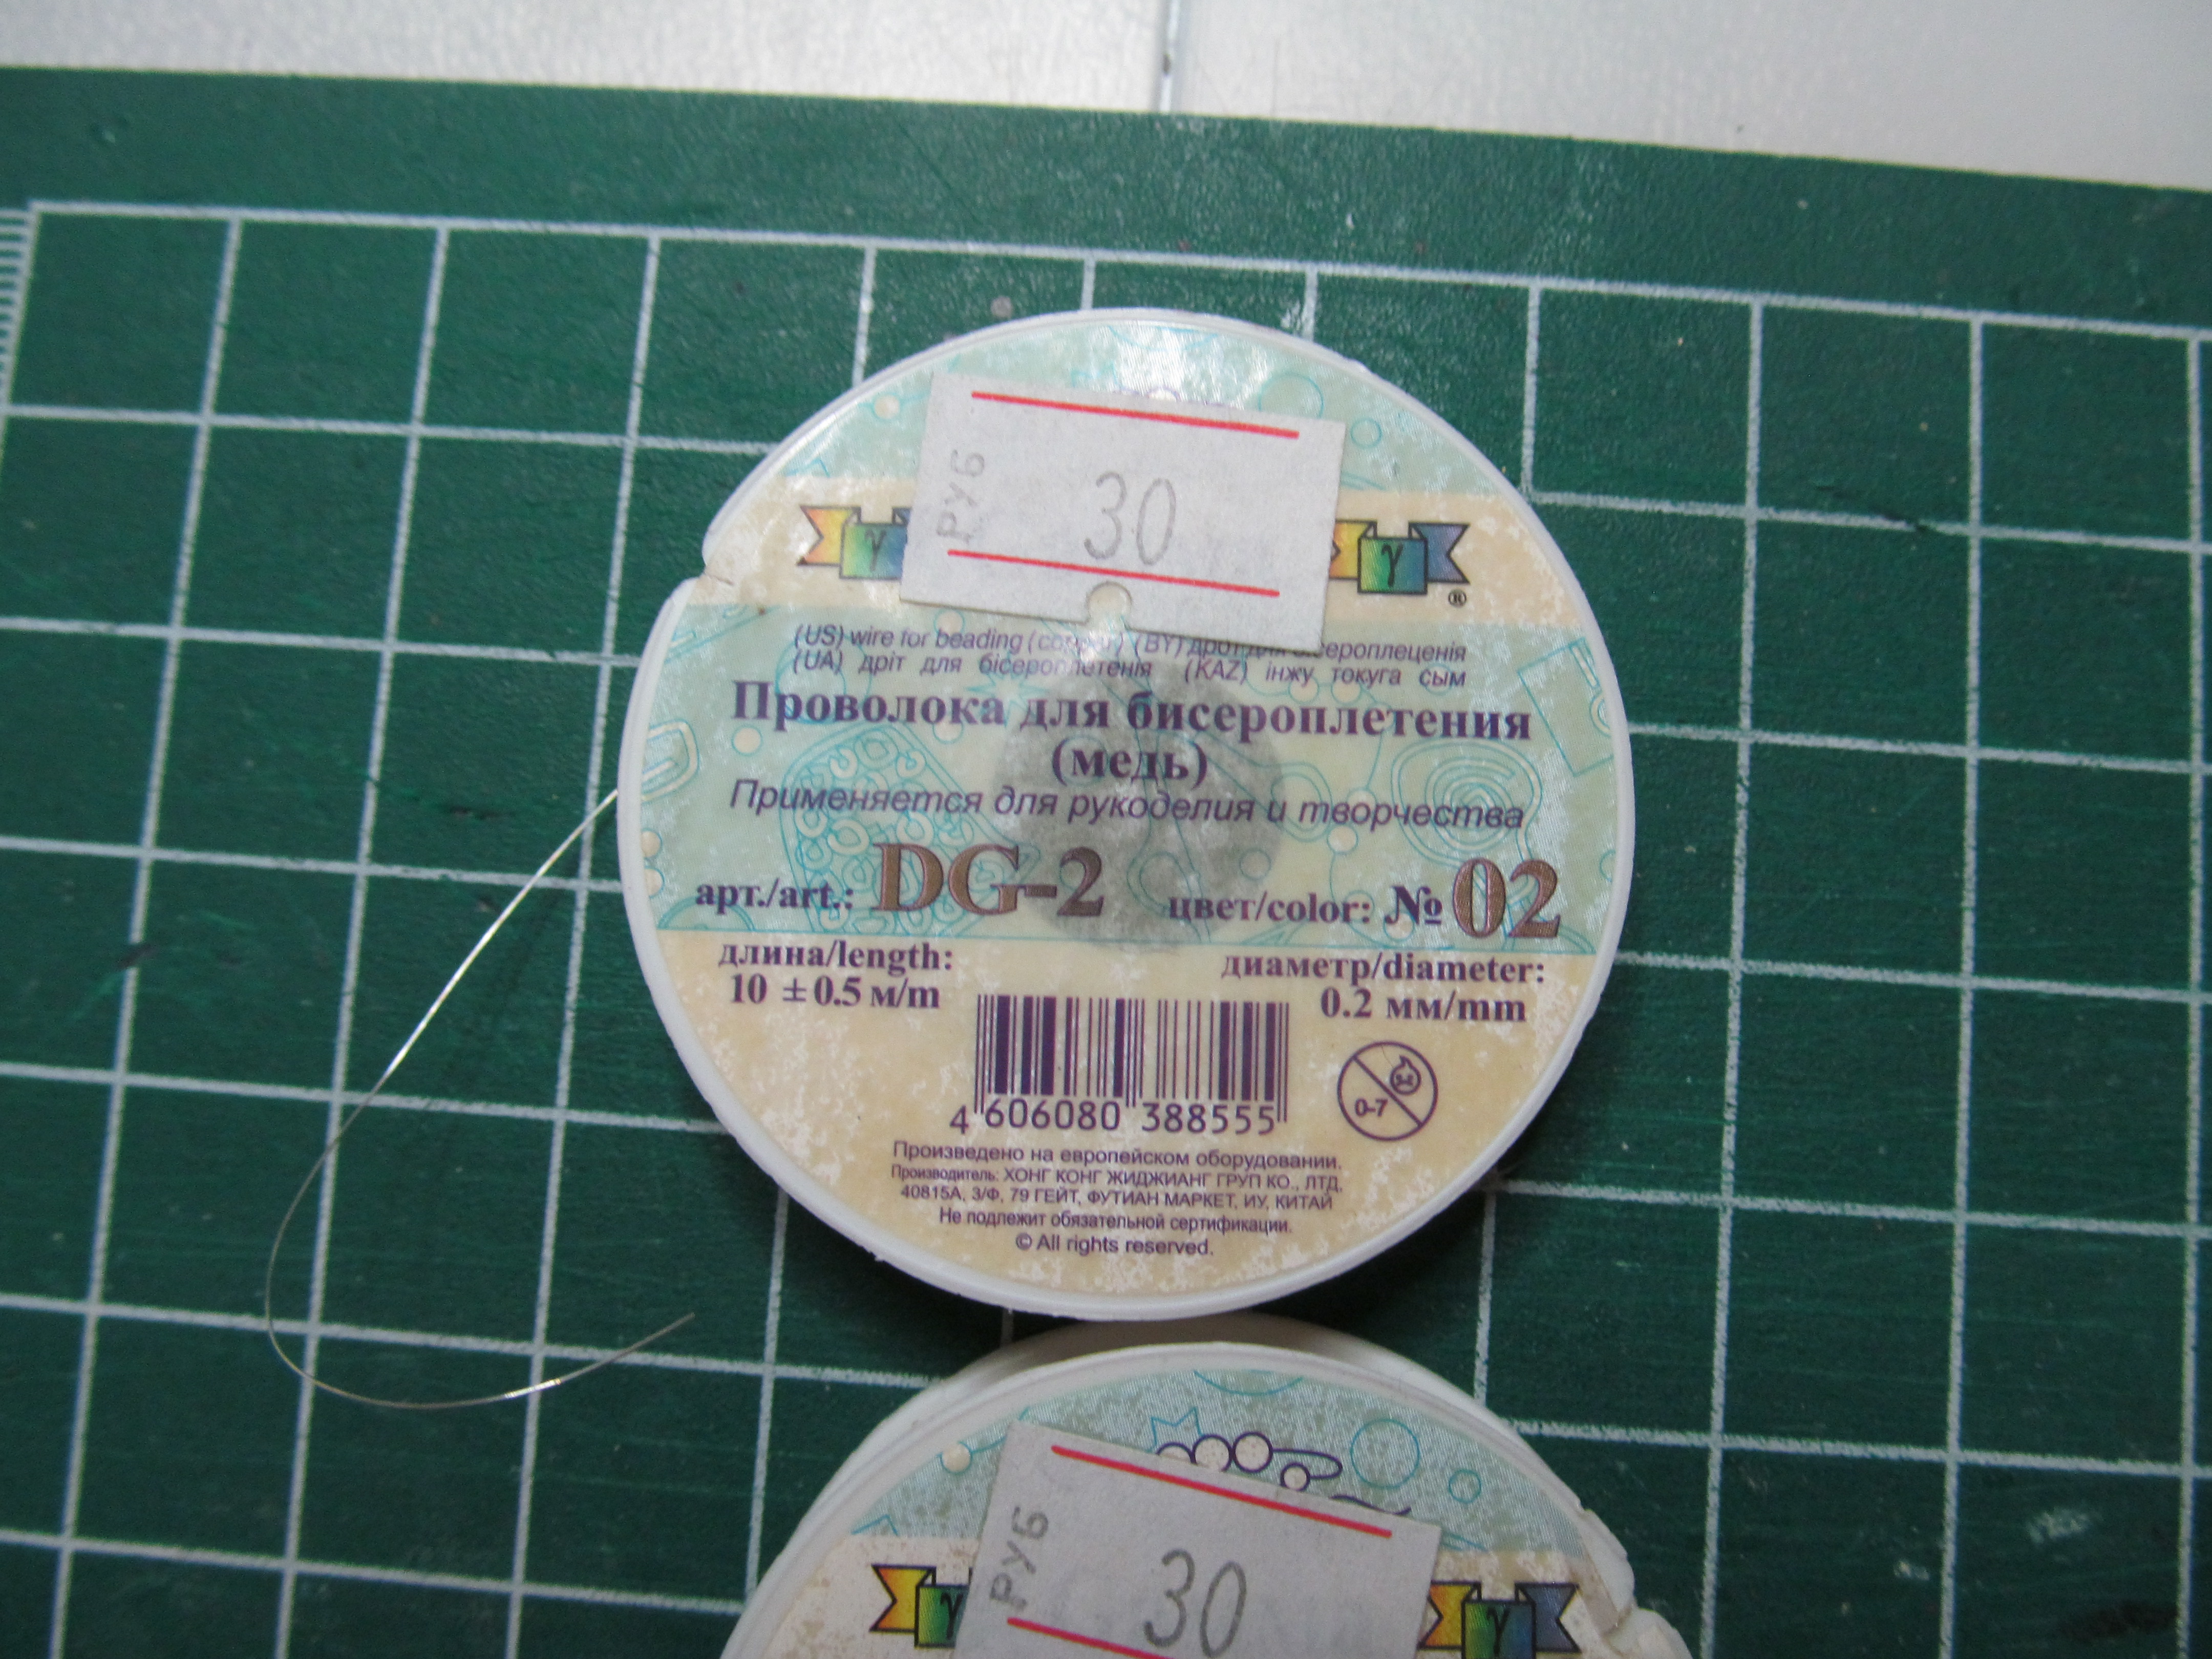 РУБ
30
γ γ ®
(US) wire for beading (copper) (BY) дрот для бісероплеценія
(UA) дріт для бісероплетенія (KAZ) інжу токуга сым
Проволока для бисероплетения
(медь)
Применяется для рукоделия и творчества
арт./art.: DG-2 цвет/color: № 02
длина/length: диаметр/diameter:
10 ± 0.5 м/m 0.2 мм/mm
0-7
4 606080 388555
Произведено на европейском оборудовании.
Производитель: ХОНГ КОНГ ЖИДЖИАНГ ГРУП КО., ЛТД,
40815А, 3/Ф, 79 ГЕЙТ, ФУТИАН МАРКЕТ, ИУ, КИТАЙ
Не подлежит обязательной сертификации.
© All rights reserved.
РУБ
30
γ γ